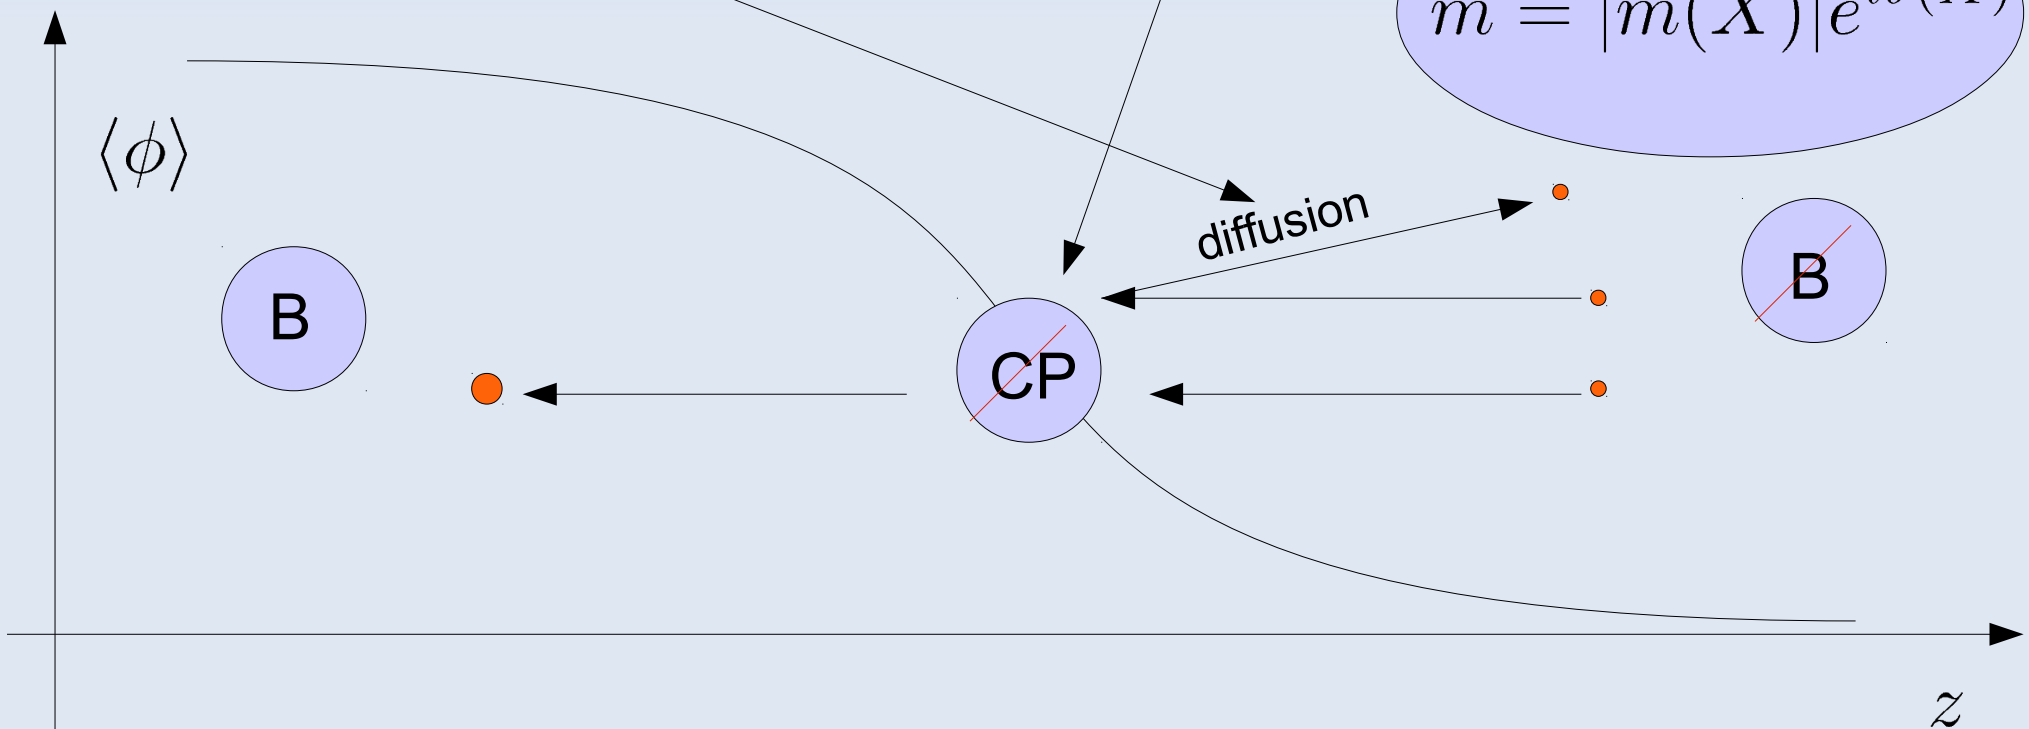 m = |m(X)|e
⟨ϕ⟩
diffusion
B
B
CP
z